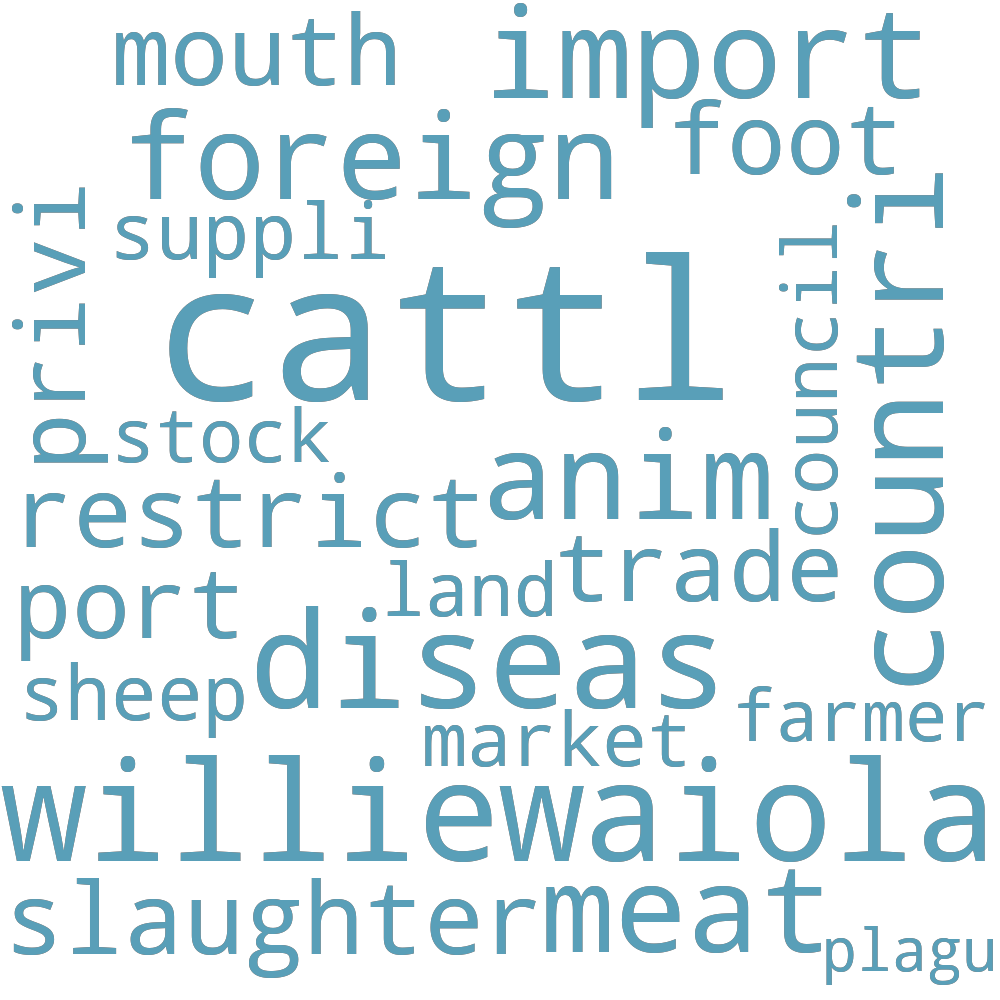 mouth
import
foreign
foot
privi
suppli
cattl
council
countri
stock
anim
restrict
trade
land
port
diseas
sheep
farmer
market
williewaiola
slaughter
meat
plagu